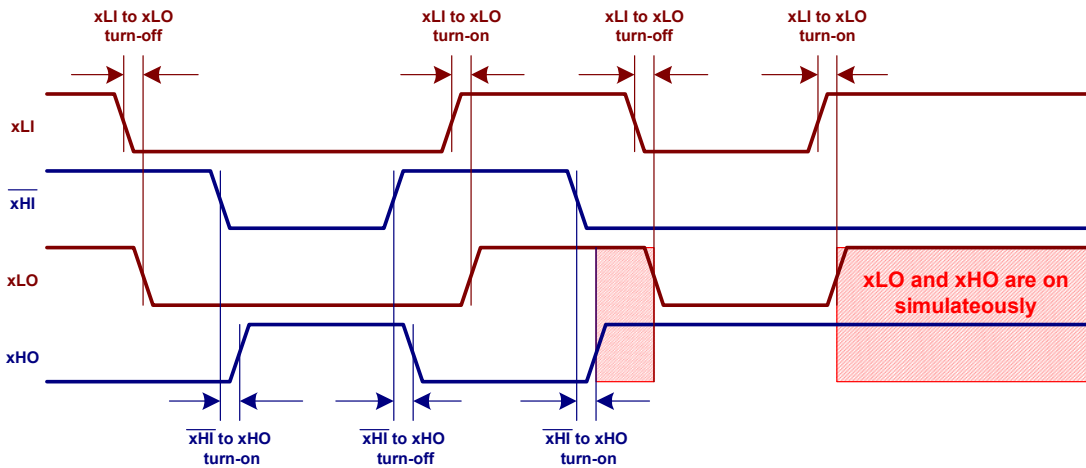 xLI to xLO
turn-off
xLI to xLO
turn-on
xLI to xLO
turn-off
xLI to xLO
turn-on
xLI
xHI
xLO
xLO and xHO are on
simulateously
xHO
xHI to xHO
turn-on
xHI to xHO
turn-off
xHI to xHO
turn-on